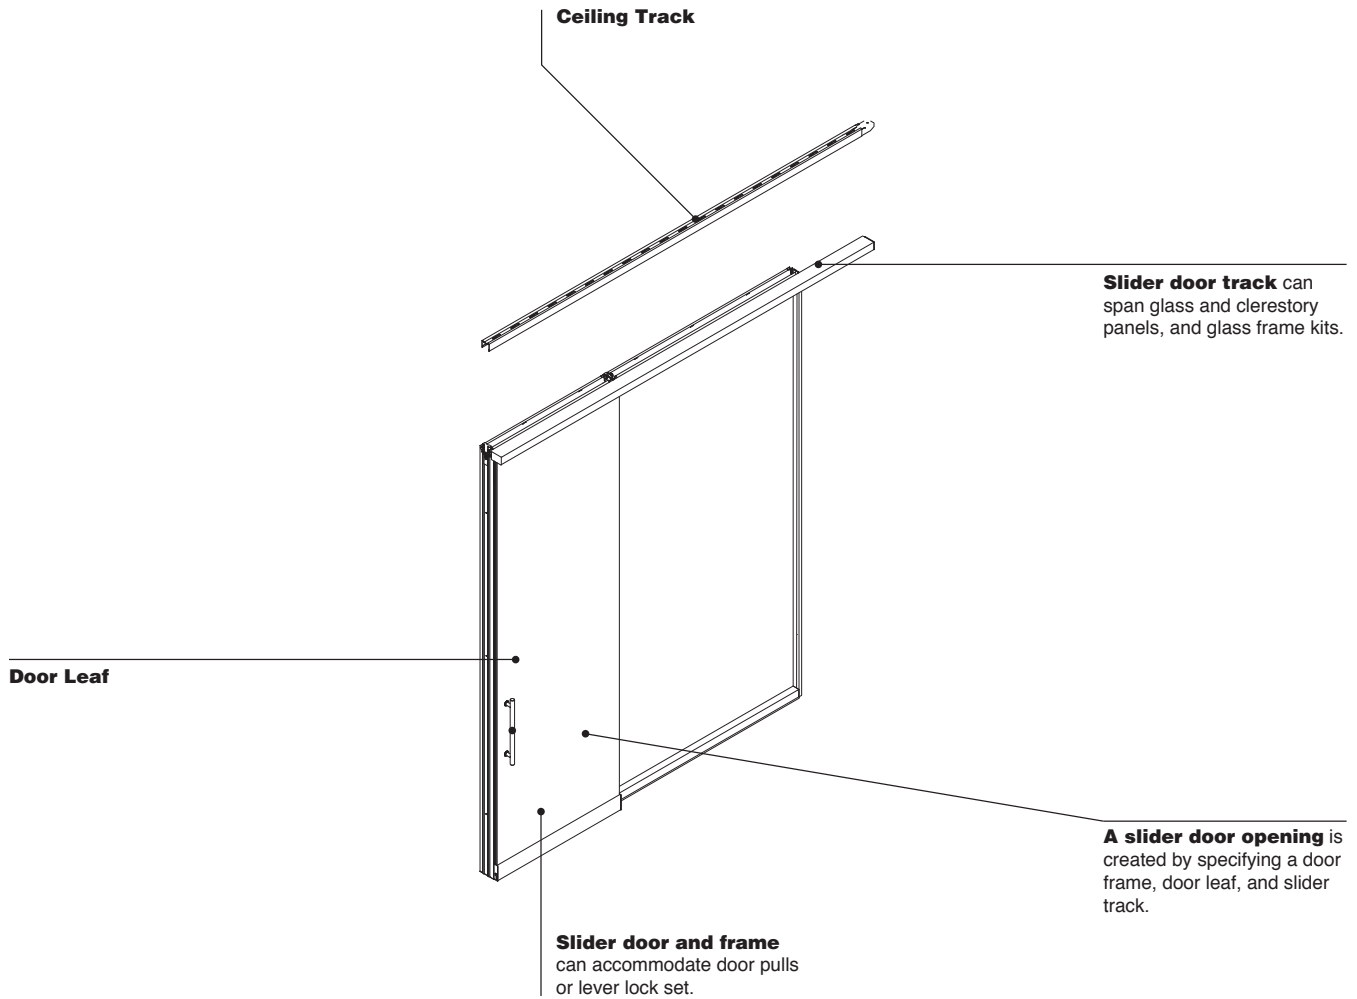 Ceiling Track
Slider door track can
span glass and clerestory
panels, and glass frame kits.
Door Leaf
A slider door opening is
created by specifying a door
frame, door leaf, and slider
track.
Slider door and frame
can accommodate door pulls
or lever lock set.